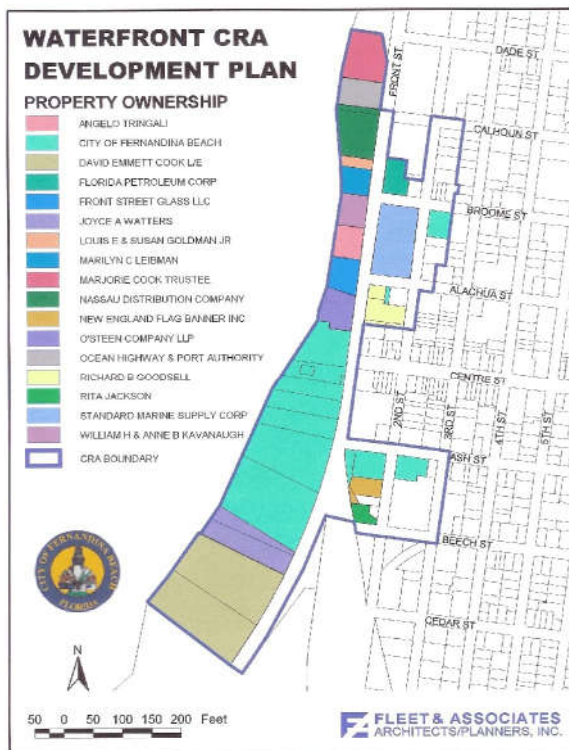 WATERFRONT CRA
DEVELOPMENT PLAN
PROPERTY OWNERSHIP
ANGELO TRINGALI
CITY OF FERNANDINA BEACH
DAVID EMMETT COOK L/E
FLORIDA PETROLEUM CORP
FRONT STREET GLASS LLC
JOYCE A WATTERS
LOUIS E & SUSAN GOLDMAN JR
MARILYN C LEIBMAN
MARJORIE COOK TRUSTEE
NASSAU DISTRIBUTION COMPANY
NEW ENGLAND FLAG BANNER INC
O'STEEN COMPANY LLP
OCEAN HIGHWAY & PORT AUTHORITY
RICHARD B GOODSELL
RITA JACKSON
STANDARD MARINE SUPPLY CORP
WILLIAM H & ANNE B KAVANAUGH
CRA BOUNDARY
FRONT ST
DADE ST
CALHOUN ST
BROOME ST
ALACHUA ST
CENTRE ST
2ND ST
3RD ST
4TH ST
5TH ST
ASH ST
BEECH ST
CEDAR ST
CITY OF FERNANDINA BEACH
FLORIDA
N
50 0 50 100 150 200 Feet
FLEET & ASSOCIATES
ARCHITECTS/PLANNERS, INC.